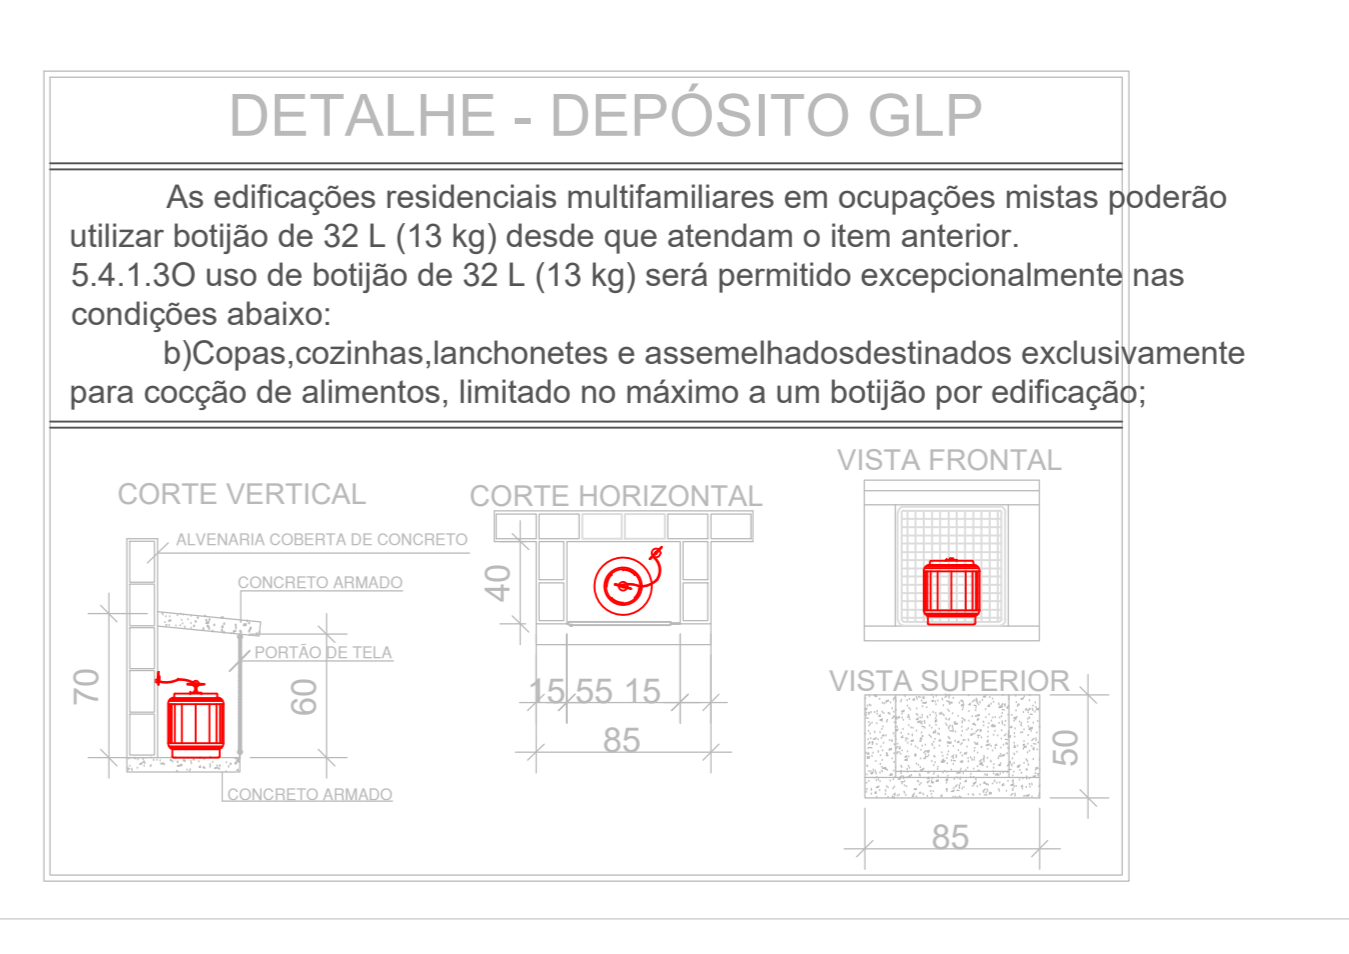 DETALHE - DEPÓSITO GLP
As edificações residenciais multifamiliares em ocupações mistas poderão
utilizar botijão de 32 L (13 kg) desde que atendam o item anterior.
5.4.1.3O uso de botijão de 32 L (13 kg) será permitido excepcionalmente nas
condições abaixo:
b)Copas,cozinhas,lanchonetes e assemelhadosdestinados exclusivamente
para cocção de alimentos, limitado no máximo a um botijão por edificação;
CORTE VERTICAL
ALVENARIA COBERTA DE CONCRETO
CONCRETO ARMADO
PORTÃO DE TELA
70
60
CONCRETO ARMADO
CORTE HORIZONTAL
40
15 55 15
85
VISTA FRONTAL
VISTA SUPERIOR
50
85